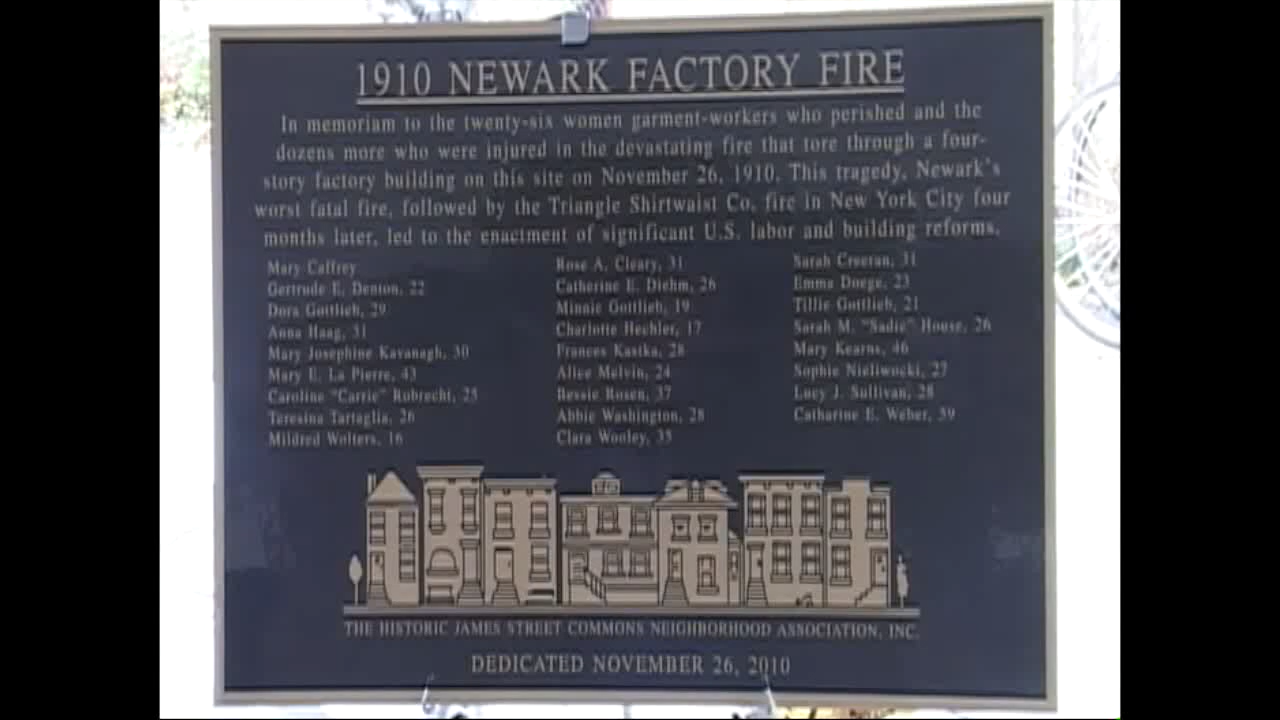 1910 NEWARK FACTORY FIRE
In memoriam to the twenty-six women garment-workers who perished and the
dozens more who were injured in the devastating fire that tore through a four-
story factory building on this site on November 26, 1910. This tragedy, Newark's
worst fatal fire, followed by the Triangle Shirtwaist Co. fire in New York City four
months later, led to the enactment of significant U.S. labor and building reforms.
Mary Caffrey
Gertrude E. Denton, 22
Dora Gottlieb, 29
Anna Haag, 31
Mary Josephine Kavanagh, 30
Mary E. La Pierre, 43
Caroline "Carrie" Robrecht, 25
Teresina Tartaglia, 26
Mildred Wolters, 16
Rose A. Cleary, 31
Catherine E. Diehm, 26
Minnie Gottlieb, 19
Charlotte Hechler, 17
Frances Kastka, 28
Alice Melvin, 24
Bessie Rosen, 37
Abbie Washington, 28
Clara Wooley, 35
Sarah Creeran, 31
Emma Doege, 23
Tillie Gottlieb, 21
Sarah M. "Sadie" House, 26
Mary Kearns, 46
Sophie Nieliwocki, 27
Lucy J. Sullivan, 28
Catharine E. Weber, 39
THE HISTORIC JAMES STREET COMMONS NEIGHBORHOOD ASSOCIATION, INC.
DEDICATED NOVEMBER 26, 2010